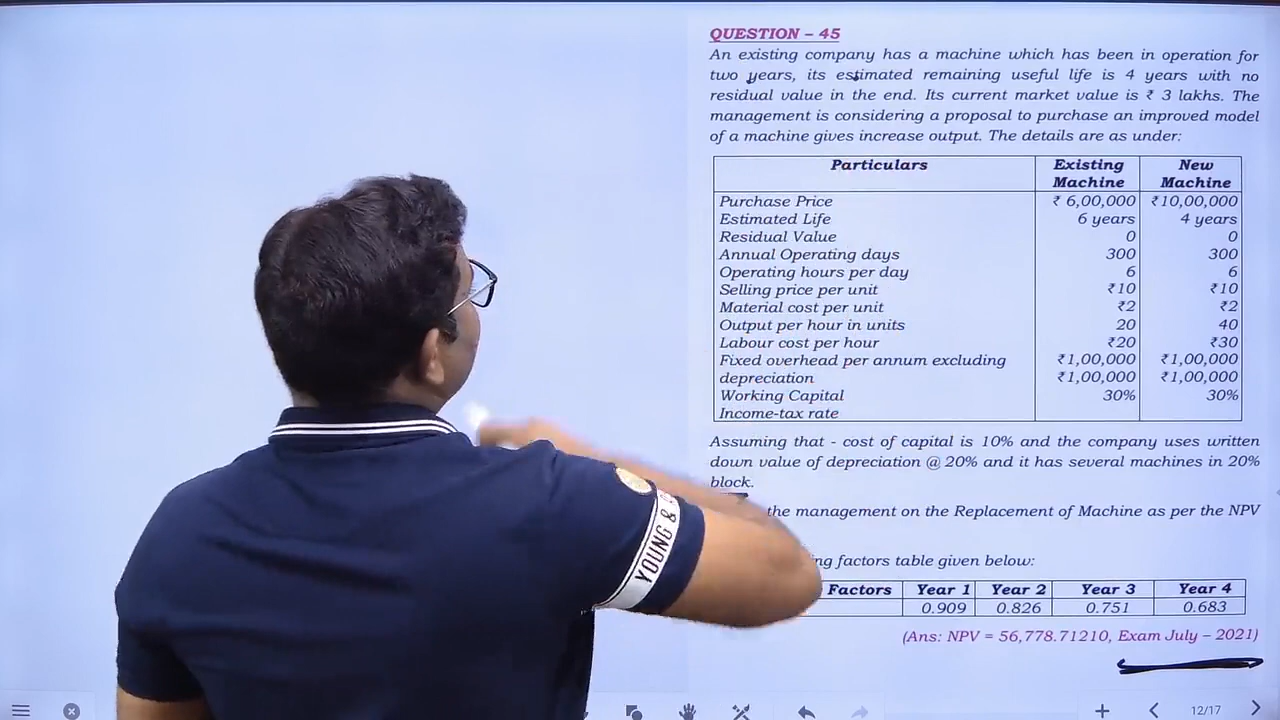 QUESTION – 45
An existing company has a machine which has been in operation for
two years, its estimated remaining useful life is 4 years with no
residual value in the end. Its current market value is ₹ 3 lakhs. The
management is considering a proposal to purchase an improved model
of a machine gives increase output. The details are as under:
Particulars Existing Machine New Machine
Purchase Price ₹ 6,00,000 ₹10,00,000
Estimated Life 6 years 4 years
Residual Value 0 0
Annual Operating days 300 300
Operating hours per day 6 6
Selling price per unit ₹10 ₹10
Material cost per unit ₹2 ₹2
Output per hour in units 20 40
Labour cost per hour ₹20 ₹30
Fixed overhead per annum excluding ₹1,00,000 ₹1,00,000
depreciation ₹1,00,000 ₹1,00,000
Working Capital 30% 30%
Income-tax rate
Assuming that - cost of capital is 10% and the company uses written
down value of depreciation @ 20% and it has several machines in 20%
block.
the management on the Replacement of Machine as per the NPV
factors table given below:
Factors Year 1 Year 2 Year 3 Year 4
0.909 0.826 0.751 0.683
(Ans: NPV = 56,778.71210, Exam July – 2021)
YOUNG &
12/17